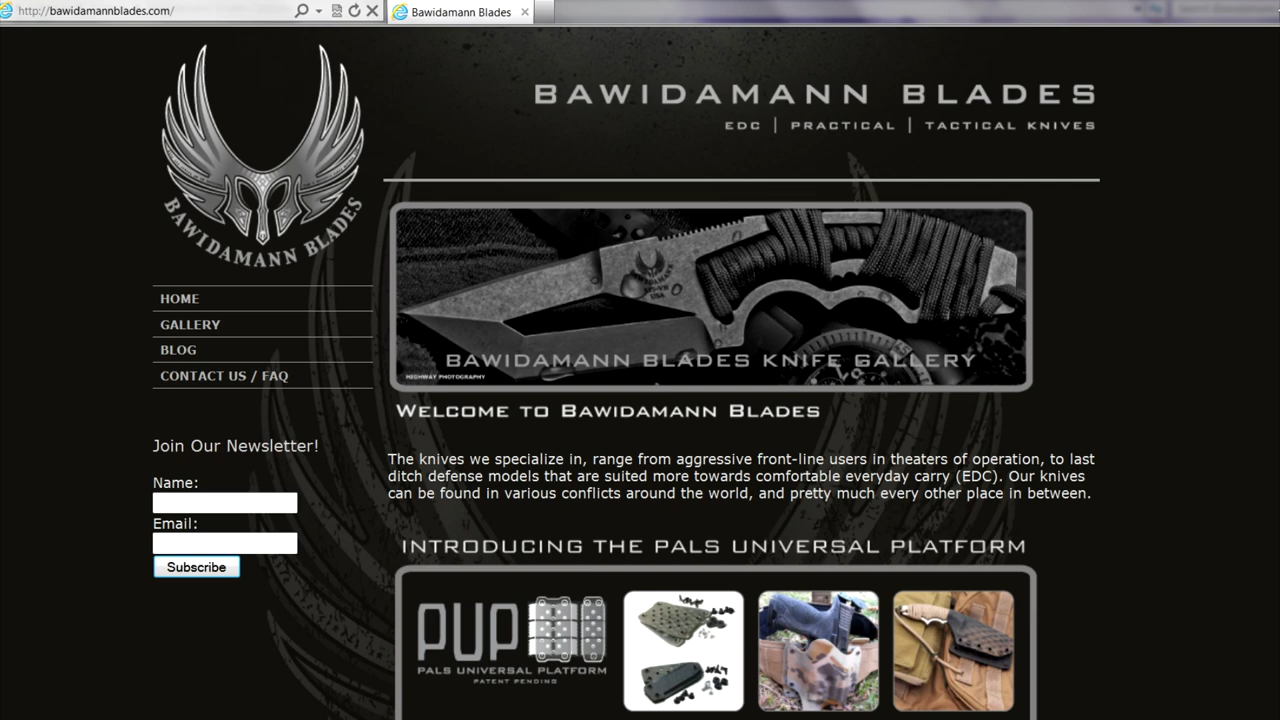 http://bawidamannblades.com/
Bawidamann Blades
BAWIDAMANN BLADES
EDC | PRACTICAL | TACTICAL KNIVES
BAWIDAMANN BLADES
HOME
GALLERY
BLOG
CONTACT US / FAQ
BAWIDAMANN
USA
BAWIDAMANN BLADES KNIFE GALLERY
HIGHWAY PHOTOGRAPHY
WELCOME TO BAWIDAMANN BLADES
Join Our Newsletter!
Name:
Email:
Subscribe
The knives we specialize in, range from aggressive front-line users in theaters of operation, to last
ditch defense models that are suited more towards comfortable everyday carry (EDC). Our knives
can be found in various conflicts around the world, and pretty much every other place in between.
INTRODUCING THE PALS UNIVERSAL PLATFORM
PUP
PALS UNIVERSAL PLATFORM
PATENT PENDING